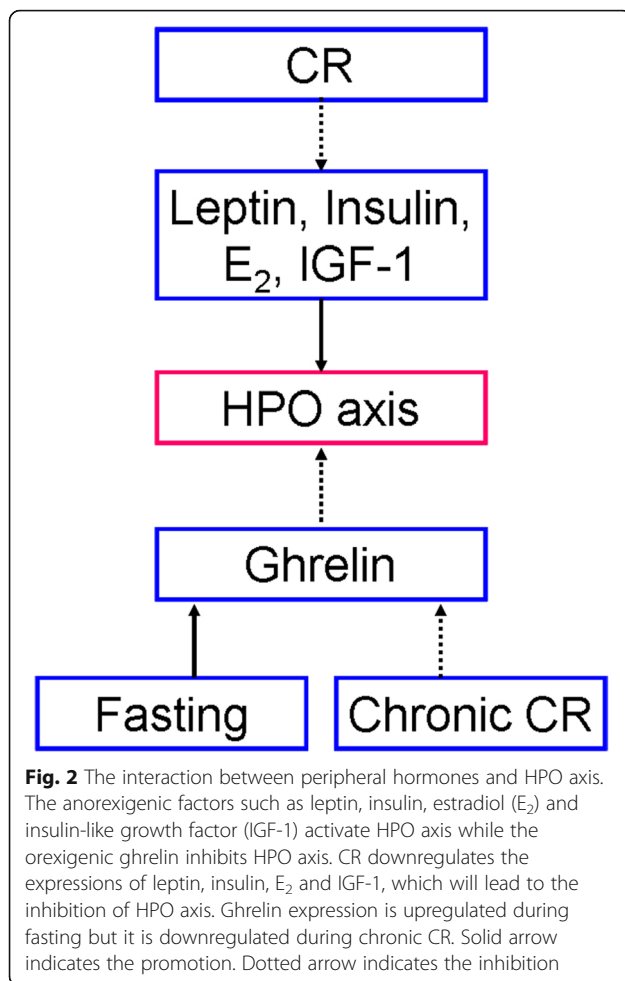 CR
Leptin, Insulin,
E₂, IGF-1
HPO axis
Ghrelin
Fasting
Chronic CR
Fig. 2 The interaction between peripheral hormones and HPO axis.
The anorexigenic factors such as leptin, insulin, estradiol (E₂) and
insulin-like growth factor (IGF-1) activate HPO axis while the
orexigenic ghrelin inhibits HPO axis. CR downregulates the
expressions of leptin, insulin, E₂ and IGF-1, which will lead to the
inhibition of HPO axis. Ghrelin expression is upregulated during
fasting but it is downregulated during chronic CR. Solid arrow
indicates the promotion. Dotted arrow indicates the inhibition